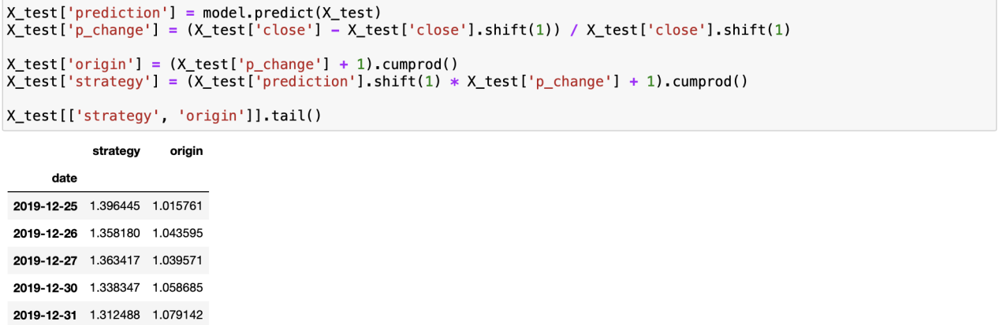 X_test['prediction'] = model.predict(X_test)
X_test['p_change'] = (X_test['close'] - X_test['close'].shift(1)) / X_test['close'].shift(1)
X_test['origin'] = (X_test['p_change'] + 1).cumprod()
X_test['strategy'] = (X_test['prediction'].shift(1) * X_test['p_change'] + 1).cumprod()
X_test[['strategy', 'origin']].tail()
strategy origin
date
2019-12-25 1.396445 1.015761
2019-12-26 1.358180 1.043595
2019-12-27 1.363417 1.039571
2019-12-30 1.338347 1.058685
2019-12-31 1.312488 1.079142